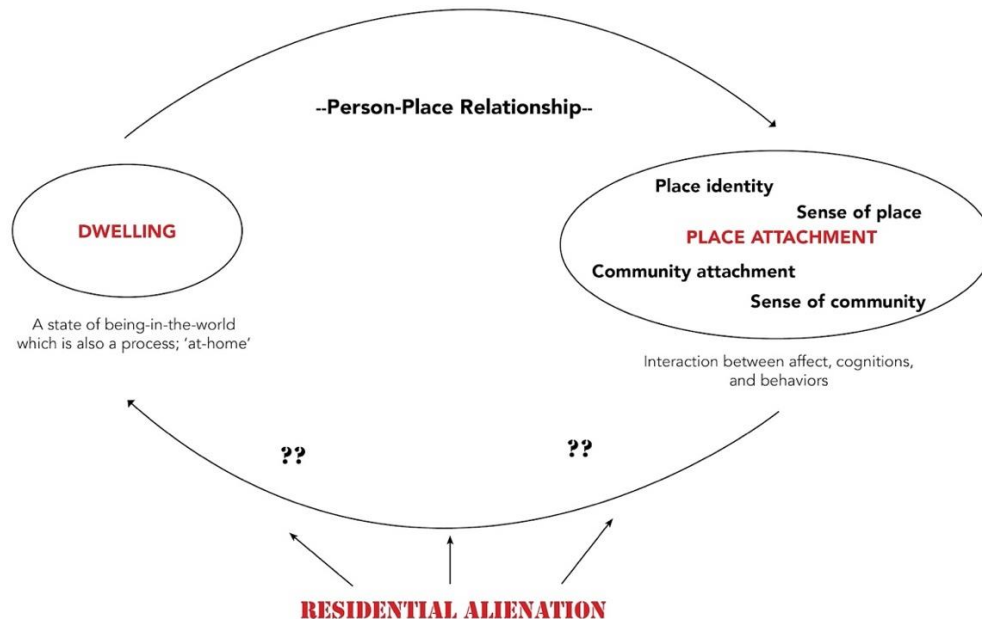 --Person-Place Relationship--
DWELLING
A state of being-in-the-world
which is also a process; ‘at-home’
Place identity
Sense of place
PLACE ATTACHMENT
Community attachment
Sense of community
Interaction between affect, cognitions,
and behaviors
??
??
RESIDENTIAL ALIENATION